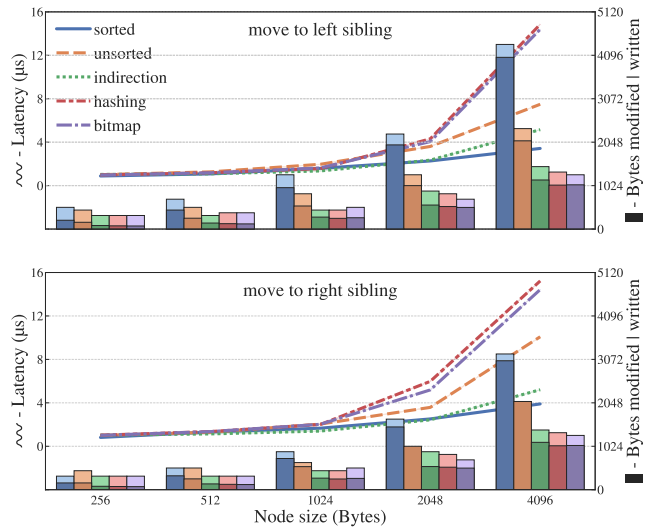 move to left sibling
sorted
unsorted
indirection
hashing
bitmap
16
12
8
4
0
- Latency (µs)
5120
4096
3072
2048
1024
0
- Bytes modified | written
move to right sibling
16
12
8
4
0
- Latency (µs)
5120
4096
3072
2048
1024
0
- Bytes modified | written
256
512
1024
2048
4096
Node size (Bytes)